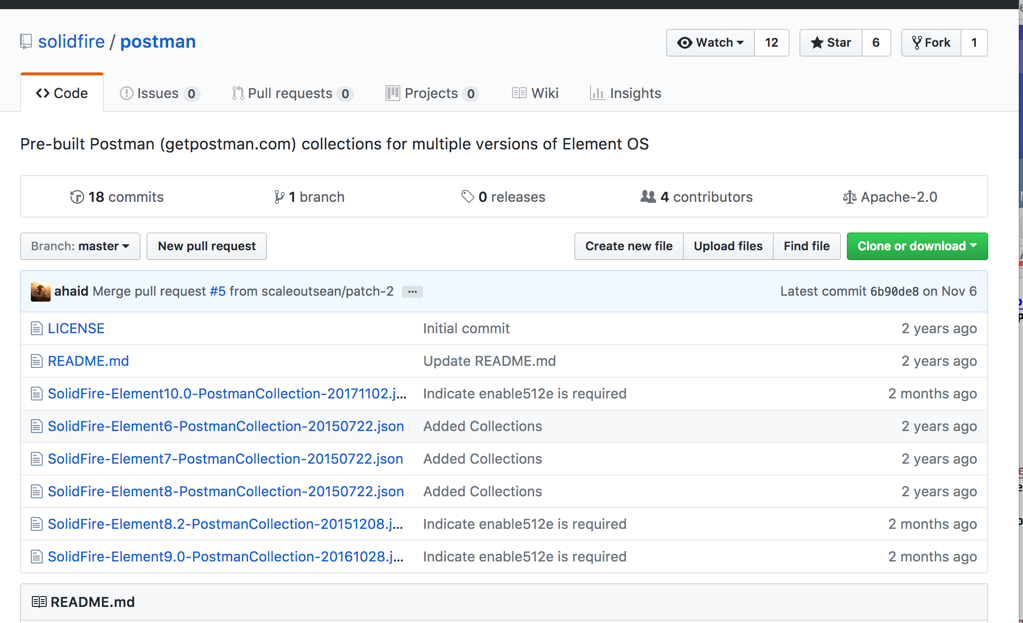 solidfire / postman
Watch 12 Star 6 Fork 1
Code Issues 0 Pull requests 0 Projects 0 Wiki Insights
Pre-built Postman (getpostman.com) collections for multiple versions of Element OS
18 commits 1 branch 0 releases 4 contributors Apache-2.0
Branch: master New pull request Create new file Upload files Find file Clone or download
ahaid Merge pull request #5 from scaleoutsean/patch-2 ... Latest commit 6b90de8 on Nov 6
LICENSE Initial commit 2 years ago
README.md Update README.md 2 years ago
SolidFire-Element10.0-PostmanCollection-20171102.j... Indicate enable512e is required 2 months ago
SolidFire-Element6-PostmanCollection-20150722.json Added Collections 2 years ago
SolidFire-Element7-PostmanCollection-20150722.json Added Collections 2 years ago
SolidFire-Element8-PostmanCollection-20150722.json Added Collections 2 years ago
SolidFire-Element8.2-PostmanCollection-20151208.j... Indicate enable512e is required 2 months ago
SolidFire-Element9.0-PostmanCollection-20161028.j... Indicate enable512e is required 2 months ago
README.md